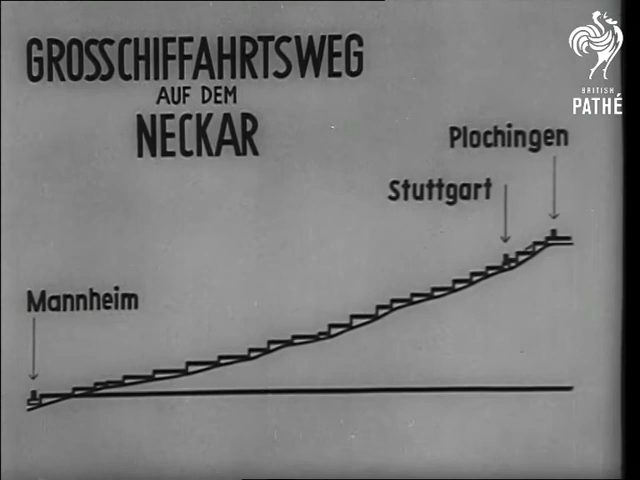 GROSSCHIFFAHRTSWEG
AUF DEM
NECKAR
BRITISH
PATHÉ
Plochingen
Stuttgart
Mannheim